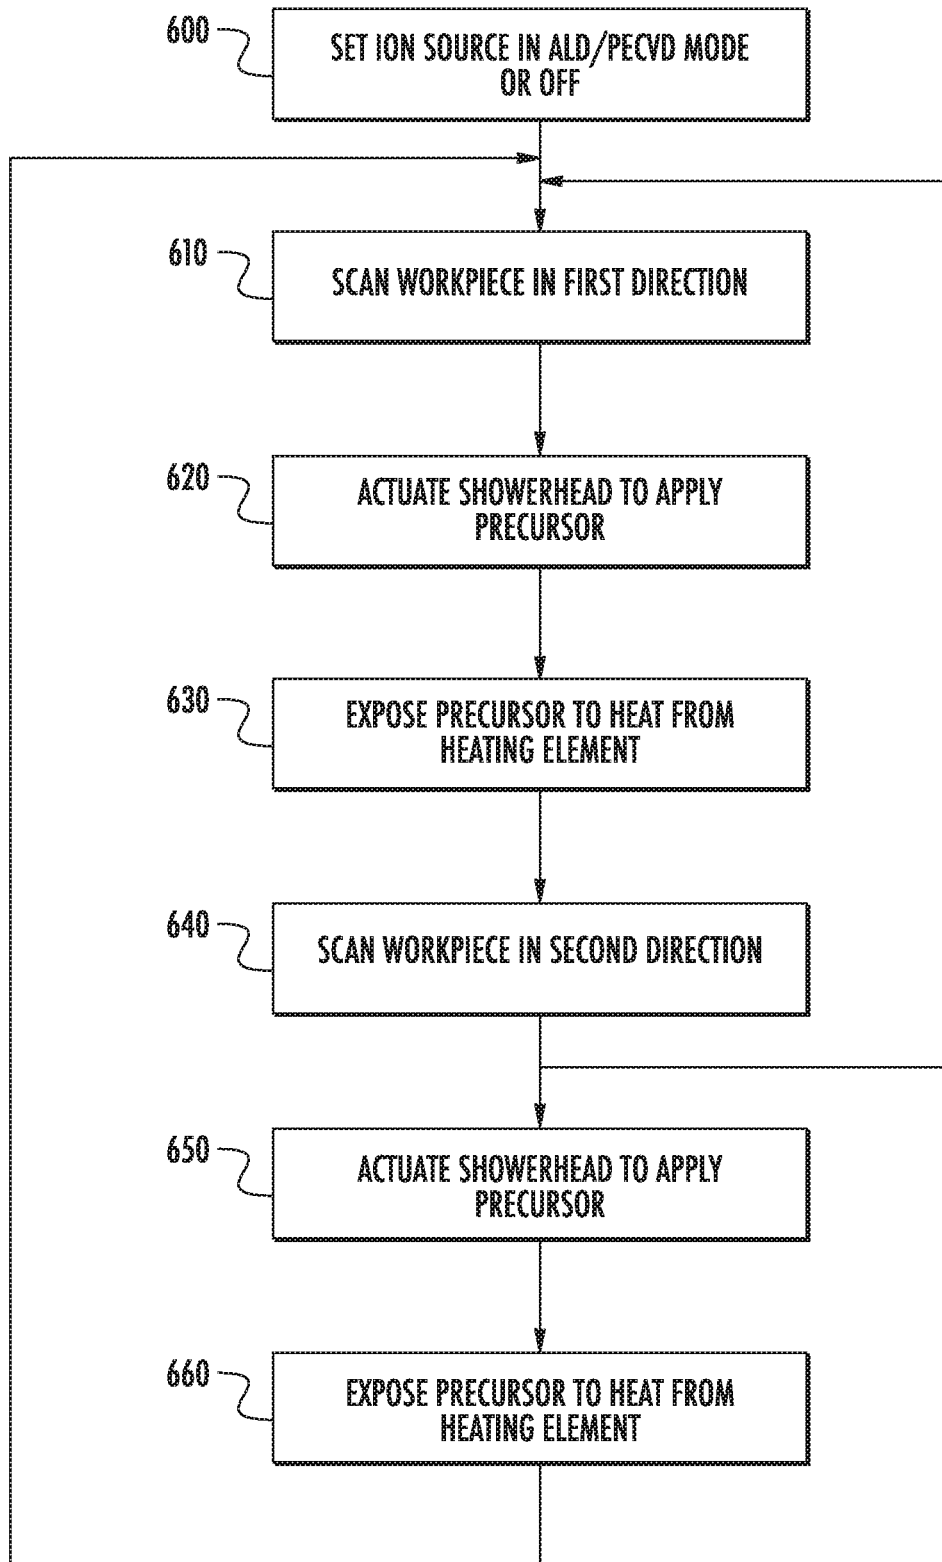 600
SET ION SOURCE IN ALD/PECVD MODE
OR OFF
610
SCAN WORKPIECE IN FIRST DIRECTION
620
ACTUATE SHOWERHEAD TO APPLY
PRECURSOR
630
EXPOSE PRECURSOR TO HEAT FROM
HEATING ELEMENT
640
SCAN WORKPIECE IN SECOND DIRECTION
650
ACTUATE SHOWERHEAD TO APPLY
PRECURSOR
660
EXPOSE PRECURSOR TO HEAT FROM
HEATING ELEMENT